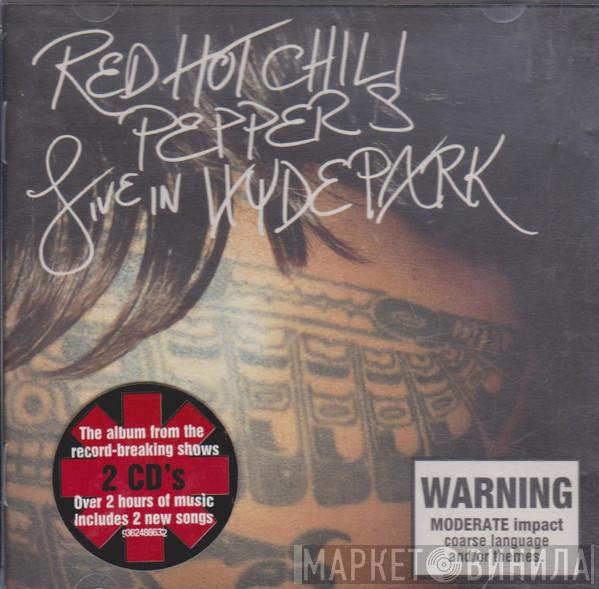 RED HOT CHILI
PEPPERS
LIVE IN HYDE PARK
The album from the
record-breaking shows
2 CD's
Over 2 hours of music
Includes 2 new songs
9362488632
WARNING
MODERATE impact
coarse language
and/or themes.
МАРКЕТ ВИНИЛА